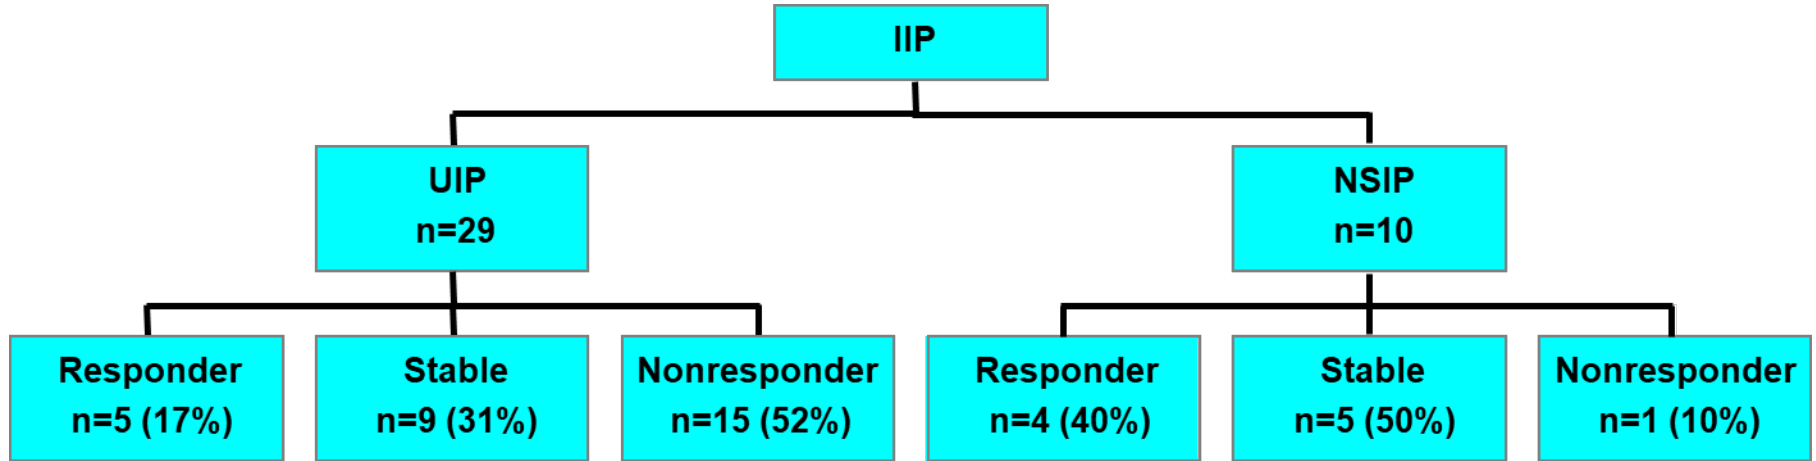 IIP
UIP
n=29
NSIP
n=10
Responder
n=5 (17%)
Stable
n=9 (31%)
Nonresponder
n=15 (52%)
Responder
n=4 (40%)
Stable
n=5 (50%)
Nonresponder
n=1 (10%)